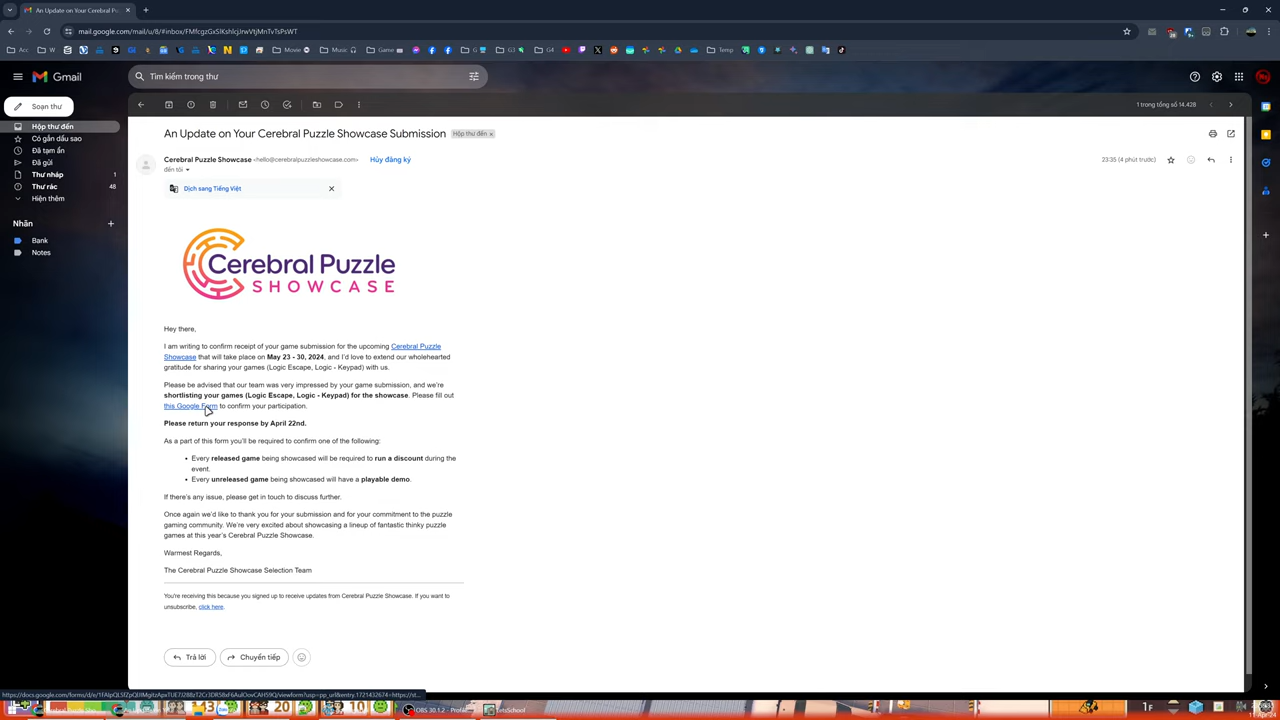 An Update on Your Cerebral P
mail.google.com/mail/u/8/#inbox/
Movie
Music
Game
G3
G4
Temp
Gmail
Tìm kiếm trong thư
Soạn thư
1 trong tổng số 14.428
Hộp thư đến
Có gắn dấu sao
Đã tạm ẩn
Đã gửi
Thư nháp 1
Thư rác 48
Hiện thêm
Nhãn
Bank
Notes
An Update on Your Cerebral Puzzle Showcase Submission Hộp thư đến x
Cerebral Puzzle Showcase <hello@cerebralpuzzleshowcase.com> Hủy đăng ký 23:35 (4 phút trước)
đến tôi
Dịch sang Tiếng Việt
Cerebral Puzzle
SHOWCASE
Hey there,
I am writing to confirm receipt of your game submission for the upcoming Cerebral Puzzle
Showcase that will take place on May 23 - 30, 2024, and I'd love to extend our wholehearted
gratitude for sharing your games (Logic Escape, Logic - Keypad) with us.
Please be advised that our team was very impressed by your game submission, and we're
shortlisting your games (Logic Escape, Logic - Keypad) for the showcase. Please fill out
this Google Form to confirm your participation.
Please return your response by April 22nd.
As a part of this form you'll be required to confirm one of the following:
• Every released game being showcased will be required to run a discount during the
event.
• Every unreleased game being showcased will have a playable demo.
If there's any issue, please get in touch to discuss further.
Once again we'd like to thank you for your submission and for your commitment to the puzzle
gaming community. We're very excited about showcasing a lineup of fantastic thinky puzzle
games at this year's Cerebral Puzzle Showcase.
Warmest Regards,
The Cerebral Puzzle Showcase Selection Team
You're receiving this because you signed up to receive updates from Cerebral Puzzle Showcase. If you want to
unsubscribe, click here.
Trả lời
Chuyển tiếp